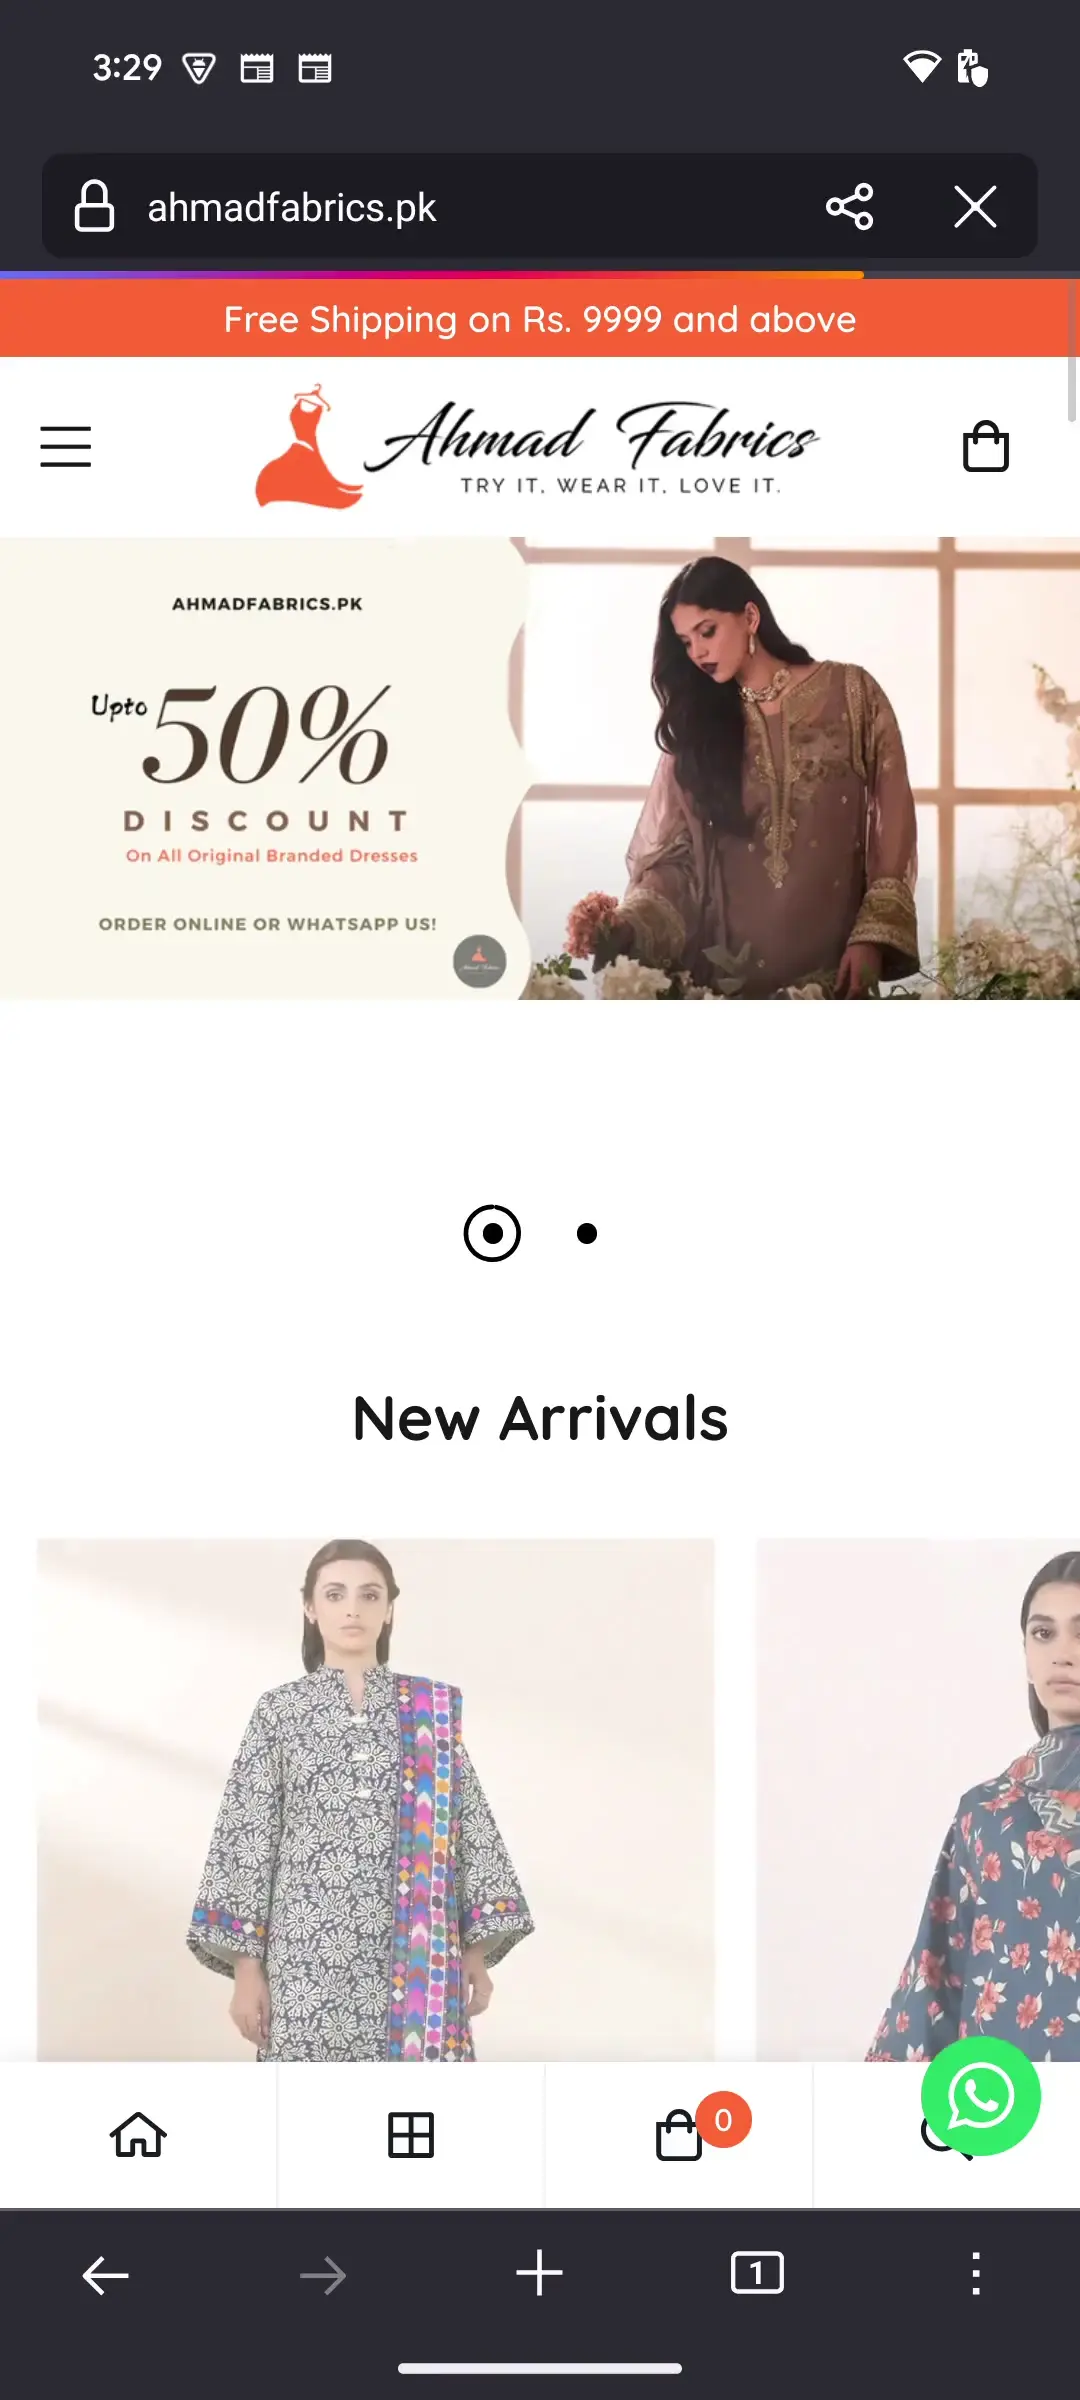 3:29
ahmadfabrics.pk
Free Shipping on Rs. 9999 and above
Ahmad Fabrics
TRY IT. WEAR IT. LOVE IT.
AHMADFABRICS.PK
Upto 50%
DISCOUNT
On All Original Branded Dresses
ORDER ONLINE OR WHATSAPP US!
New Arrivals
0
1